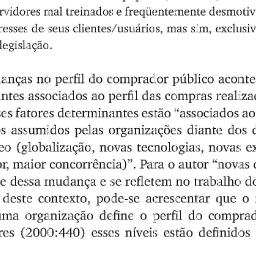 rvidores mal treinados e freqüentemente desmotiv
resses de seus clientes/usuários, mas sim, exclusiv
legislação.
anças no perfil do comprador público aconte
ntes associados ao perfil das compras realiza
es fatores determinantes estão “associados ao
s assumidos pelas organizações diante dos
eo (globalização, novas tecnologias, novas ex
or, maior concorrência)”. Para o autor “novas
e dessa mudança e se refletem no trabalho do
deste contexto, pode-se acrescentar que o
uma organização define o perfil do comprad
res (2000:440) esses níveis estão definidos